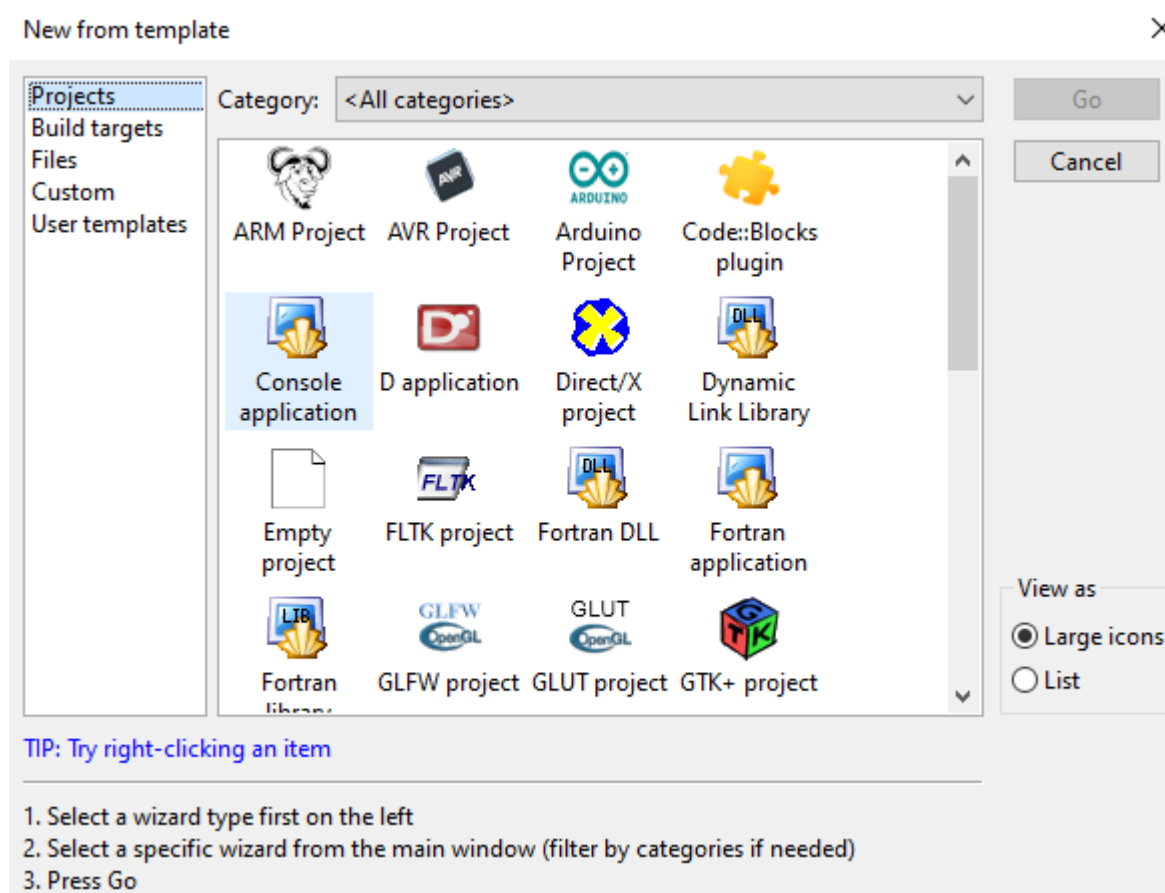 New from template
Projects
Build targets
Files
Custom
User templates
Category:
<All categories>
Go
Cancel
AVR
ARDUINO
ARM Project
AVR Project
Arduino
Project
Code::Blocks
plugin
DLL
Console
application
D application
Direct/X
project
Dynamic
Link Library
FLTK
DLL
Empty
project
FLTK project
Fortran DLL
Fortran
application
LIB
GLFW
OpenGL
GLUT
OpenGL
GTK
Fortran
library
GLFW project
GLUT project
GTK+ project
View as
Large icons
List
TIP: Try right-clicking an item
1. Select a wizard type first on the left
2. Select a specific wizard from the main window (filter by categories if needed)
3. Press Go